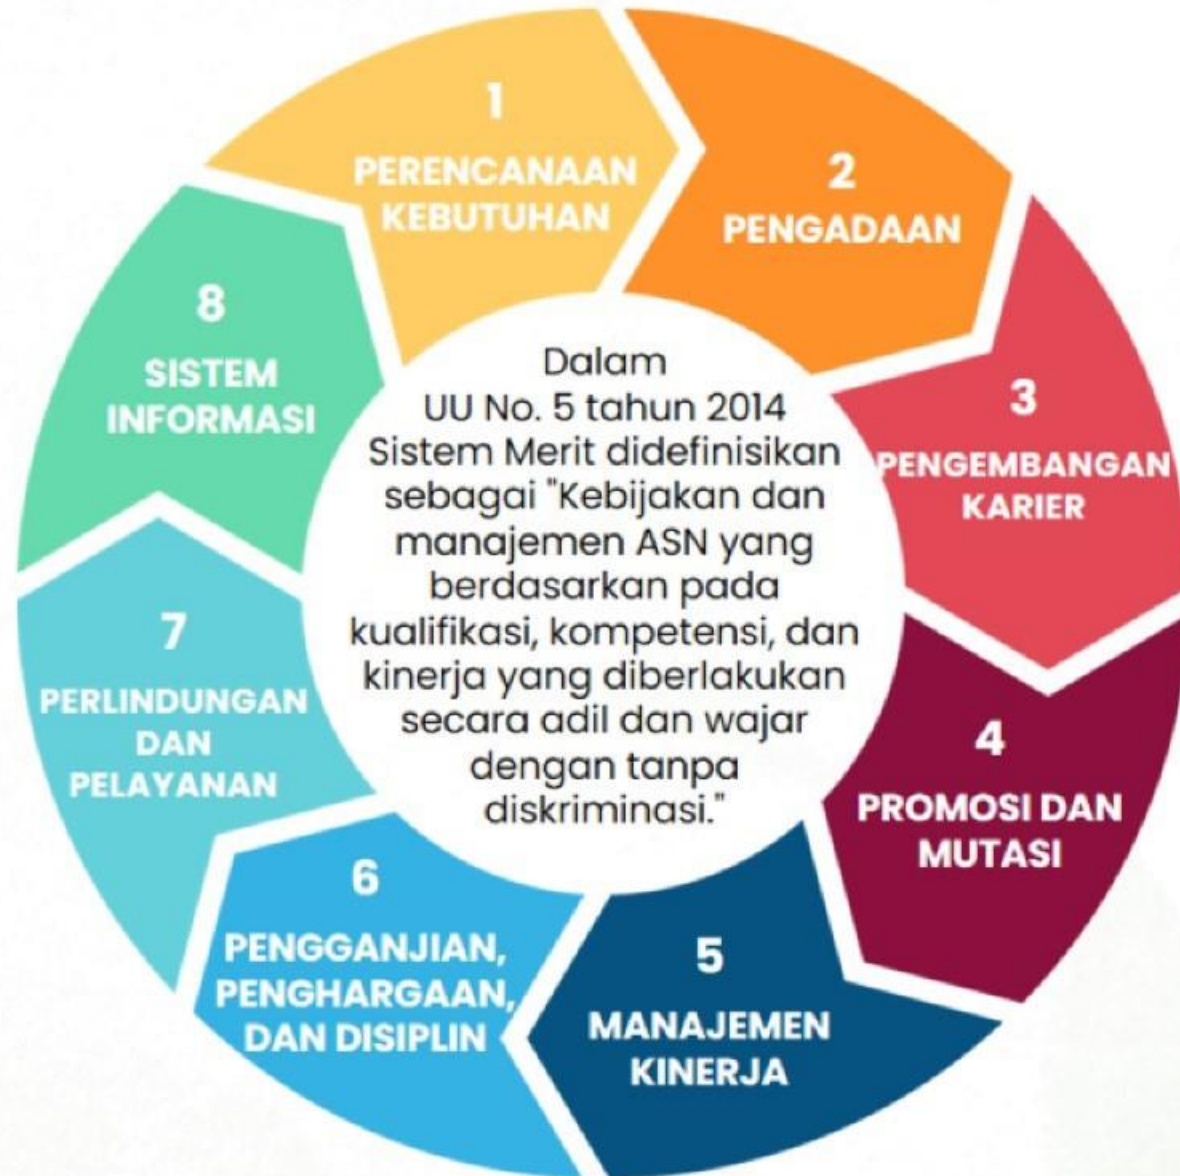 1
PERENCANAAN
KEBUTUHAN
2
PENGADAAN
3
PENGEMBANGAN
KARIER
4
PROMOSI DAN
MUTASI
5
MANAJEMEN
KINERJA
6
PENGGANJIAN,
PENGHARGAAN,
DAN DISIPLIN
7
PERLINDUNGAN
DAN
PELAYANAN
8
SISTEM
INFORMASI
Dalam
UU No. 5 tahun 2014
Sistem Merit didefinisikan
sebagai "Kebijakan dan
manajemen ASN yang
berdasarkan pada
kualifikasi, kompetensi, dan
kinerja yang diberlakukan
secara adil dan wajar
dengan tanpa
diskriminasi."